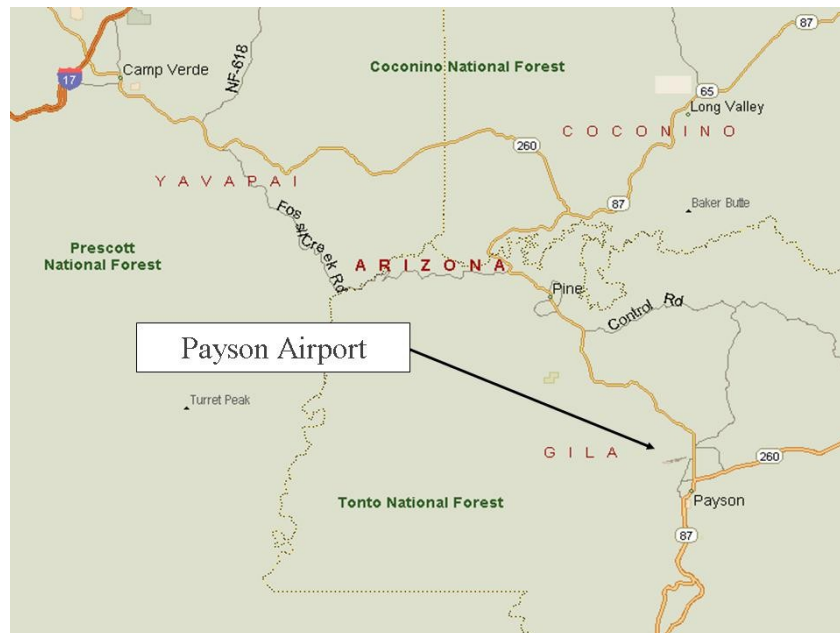 87
Camp Verde
17
NF-618
Coconino National Forest
65
Long Valley
COCONINO
260
YAVAPAI
87
Baker Butte
Fossil Creek Rd
Prescott
National Forest
ARIZONA
Pine
Control Rd
Payson Airport
Turret Peak
GILA
260
Tonto National Forest
Payson
87